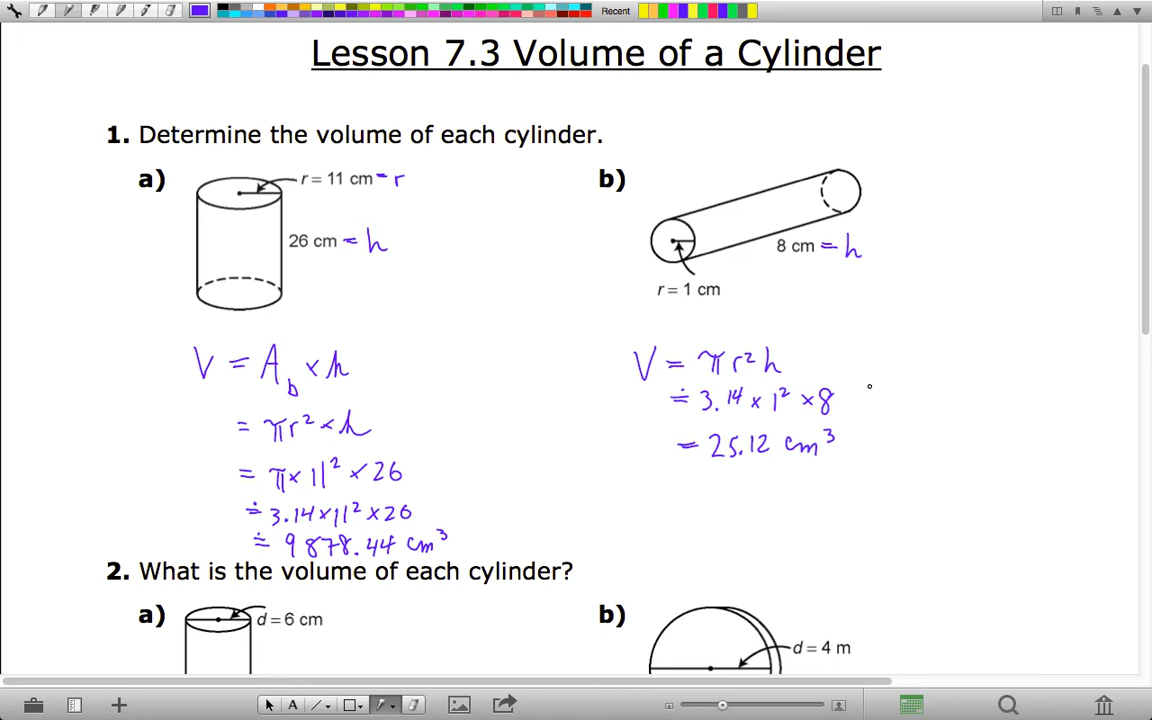 Recent
Lesson 7.3 Volume of a Cylinder
1. Determine the volume of each cylinder.
a)
r = 11 cm = r
26 cm = h
V = A_b × h
= πr² × h
= π × 11² × 26
≐ 3.14 × 11² × 26
≐ 9878.44 cm³
b)
8 cm = h
r = 1 cm
V = πr²h
≐ 3.14 × 1² × 8
= 25.12 cm³
2. What is the volume of each cylinder?
a)
d = 6 cm
b)
d = 4 m
A